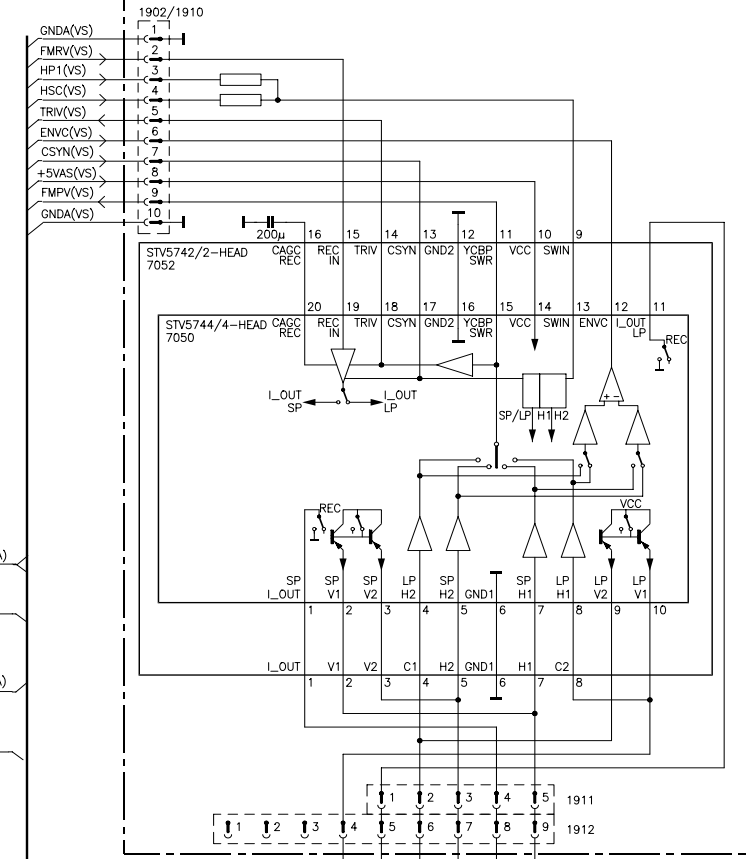 1902/1910
GNDA(VS) 1
FMRV(VS) 2
HP1(VS) 3
HSC(VS) 4
TRIV(VS) 5
ENVC(VS) 6
CSYN(VS) 7
+5VAS(VS) 8
FMPV(VS) 9
GNDA(VS) 10
200µ
16 15 14 13 12 11 10 9
STV5742/2-HEAD
7052
CAGC REC TRIV CSYN GND2 YCBP VCC SWIN
REC IN SWR
20 19 18 17 16 15 14 13 12 11
STV5744/4-HEAD
7050
CAGC REC TRIV CSYN GND2 YCBP VCC SWIN ENVC I_OUT
REC IN SWR LP
REC
I_OUT I_OUT
SP LP
+ -
SP/LP H1 H2
REC VCC
SP SP SP LP SP SP LP LP LP
I_OUT V1 V2 H2 H2 GND1 H1 H1 V2 V1
1 2 3 4 5 6 7 8 9 10
I_OUT V1 V2 C1 H2 GND1 H1 C2
1 2 3 4 5 6 7 8
1 2 3 4 5 1911
1 2 3 4 5 6 7 8 9 1912